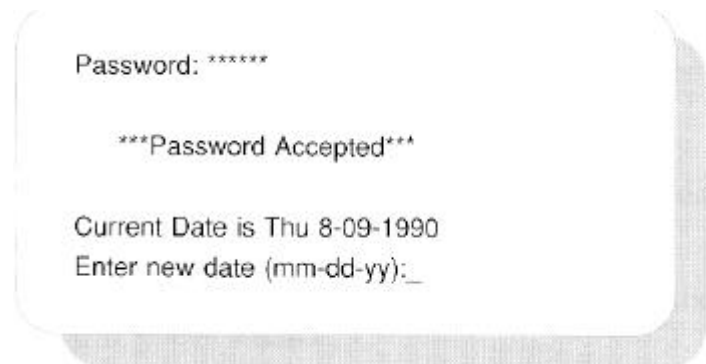 Password: ******
***Password Accepted***
Current Date is Thu 8-09-1990
Enter new date (mm-dd-yy):_